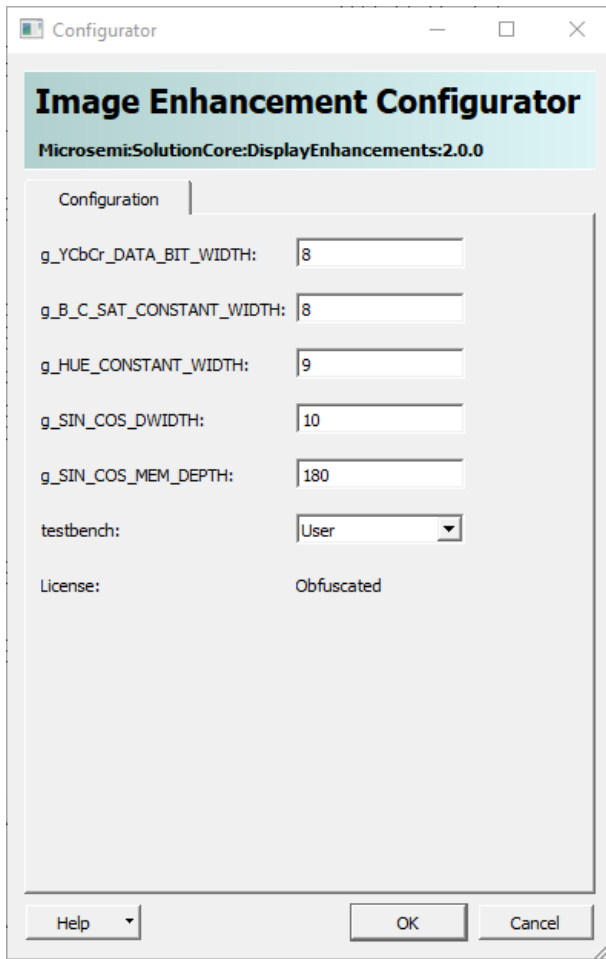 Configurator
Image Enhancement Configurator
Microsemi:SolutionCore:DisplayEnhancements:2.0.0
Configuration
g_YCbCr_DATA_BIT_WIDTH: 8
g_B_C_SAT_CONSTANT_WIDTH: 8
g_HUE_CONSTANT_WIDTH: 9
g_SIN_COS_DWIDTH: 10
g_SIN_COS_MEM_DEPTH: 180
testbench: User
License: Obfuscated
Help OK Cancel